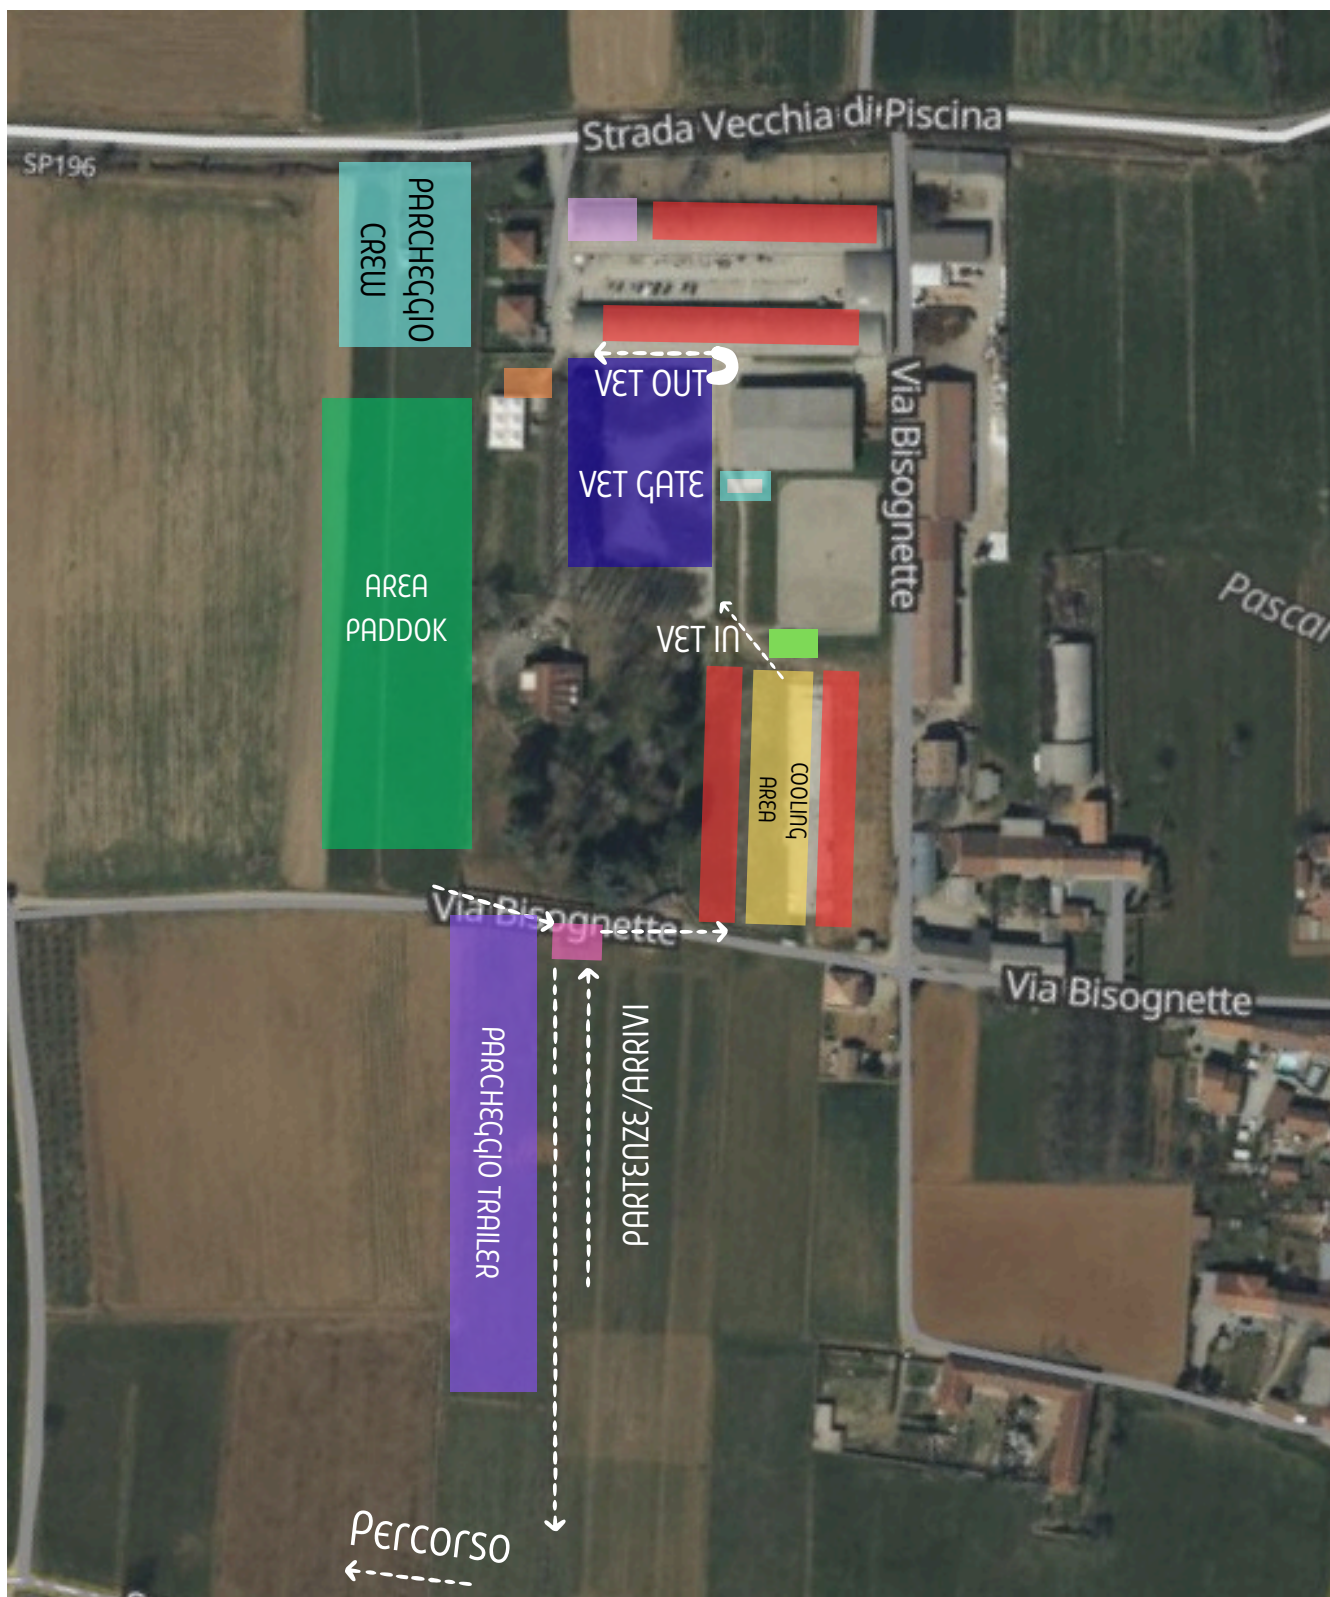 Strada Vecchia di Piscina
SP196
PARCHEGGIO
CREW
VET OUT
VET GATE
Via Bisognette
AREA
PADDOK
VET IN
COOLING
AREA
Via Bisognette
Via Bisognette
PARCHEGGIO TRAILER
PARTENZE/ARRIVI
Percorso